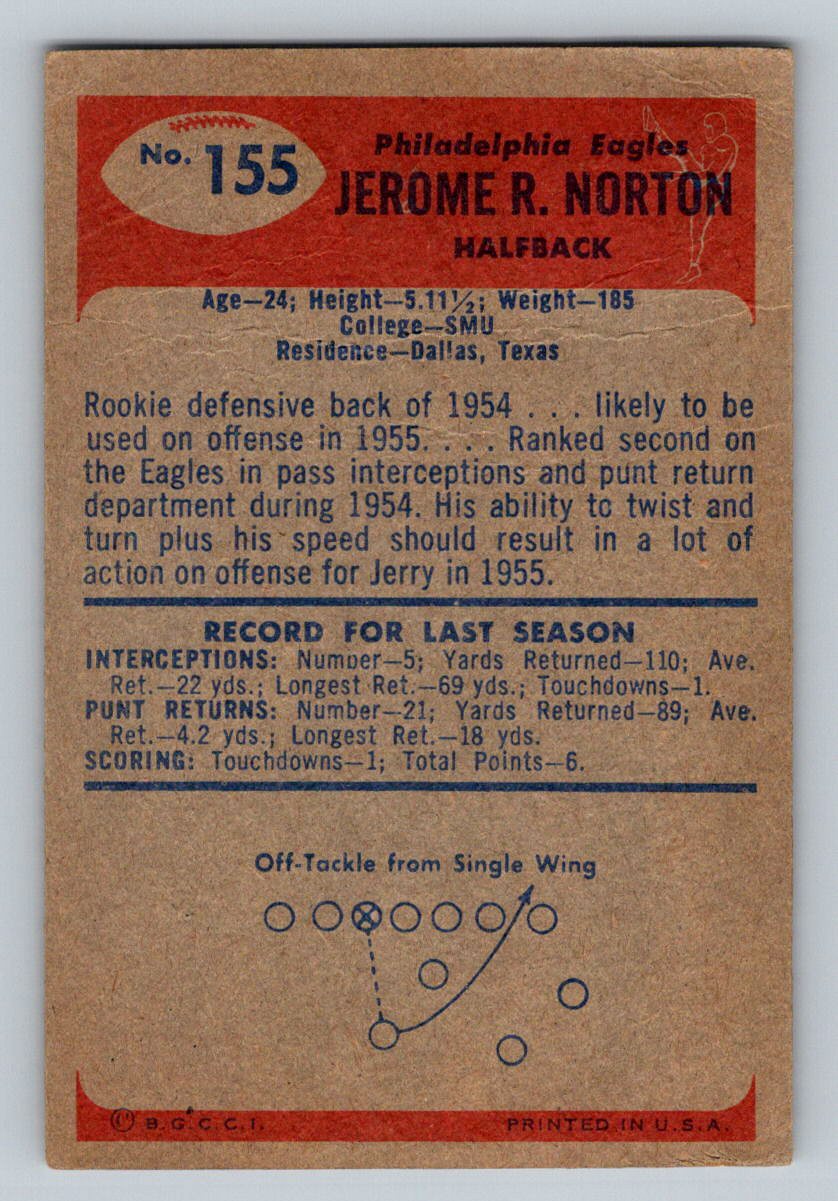 No. 155
Philadelphia Eagles
JEROME R. NORTON
HALFBACK
Age—24; Height—5.11½; Weight—185
College—SMU
Residence—Dallas, Texas
Rookie defensive back of 1954 . . . likely to be
used on offense in 1955. . . . Ranked second on
the Eagles in pass interceptions and punt return
department during 1954. His ability to twist and
turn plus his speed should result in a lot of
action on offense for Jerry in 1955.
RECORD FOR LAST SEASON
INTERCEPTIONS: Number—5; Yards Returned—110; Ave.
Ret.—22 yds.; Longest Ret.—69 yds.; Touchdowns—1.
PUNT RETURNS: Number—21; Yards Returned—89; Ave.
Ret.—4.2 yds.; Longest Ret.—18 yds.
SCORING: Touchdowns—1; Total Points—6.
Off-Tackle from Single Wing
© B.G.C.C.I. PRINTED IN U.S.A.